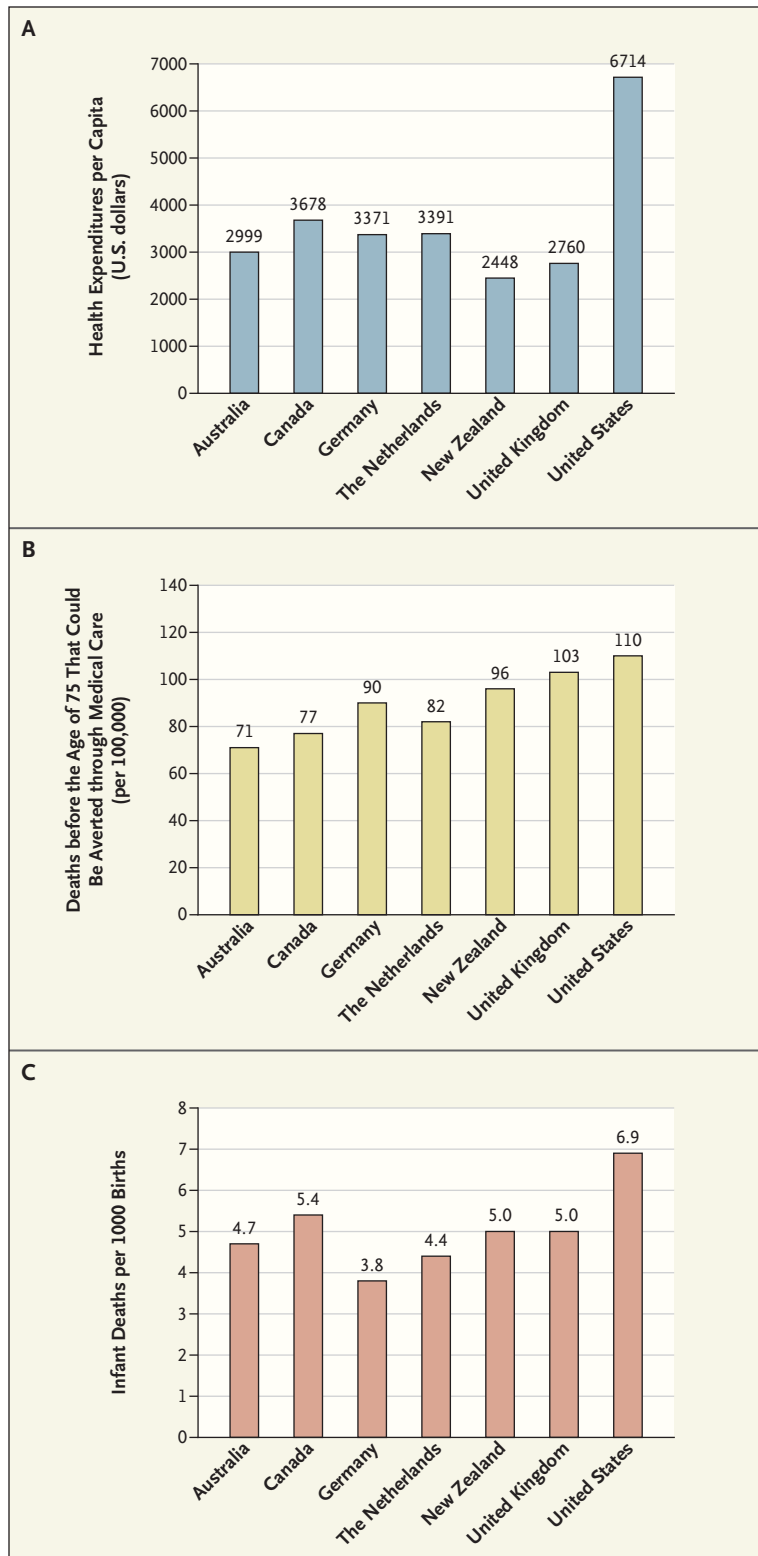 A
Health Expenditures per Capita
(U.S. dollars)
7000
6000
5000
4000
3000
2000
1000
0
2999
3678
3371
3391
2448
2760
6714
Australia
Canada
Germany
The Netherlands
New Zealand
United Kingdom
United States
B
Deaths before the Age of 75 That Could
Be Averted through Medical Care
(per 100,000)
140
120
100
80
60
40
20
0
71
77
90
82
96
103
110
Australia
Canada
Germany
The Netherlands
New Zealand
United Kingdom
United States
C
Infant Deaths per 1000 Births
8
7
6
5
4
3
2
1
0
4.7
5.4
3.8
4.4
5.0
5.0
6.9
Australia
Canada
Germany
The Netherlands
New Zealand
United Kingdom
United States